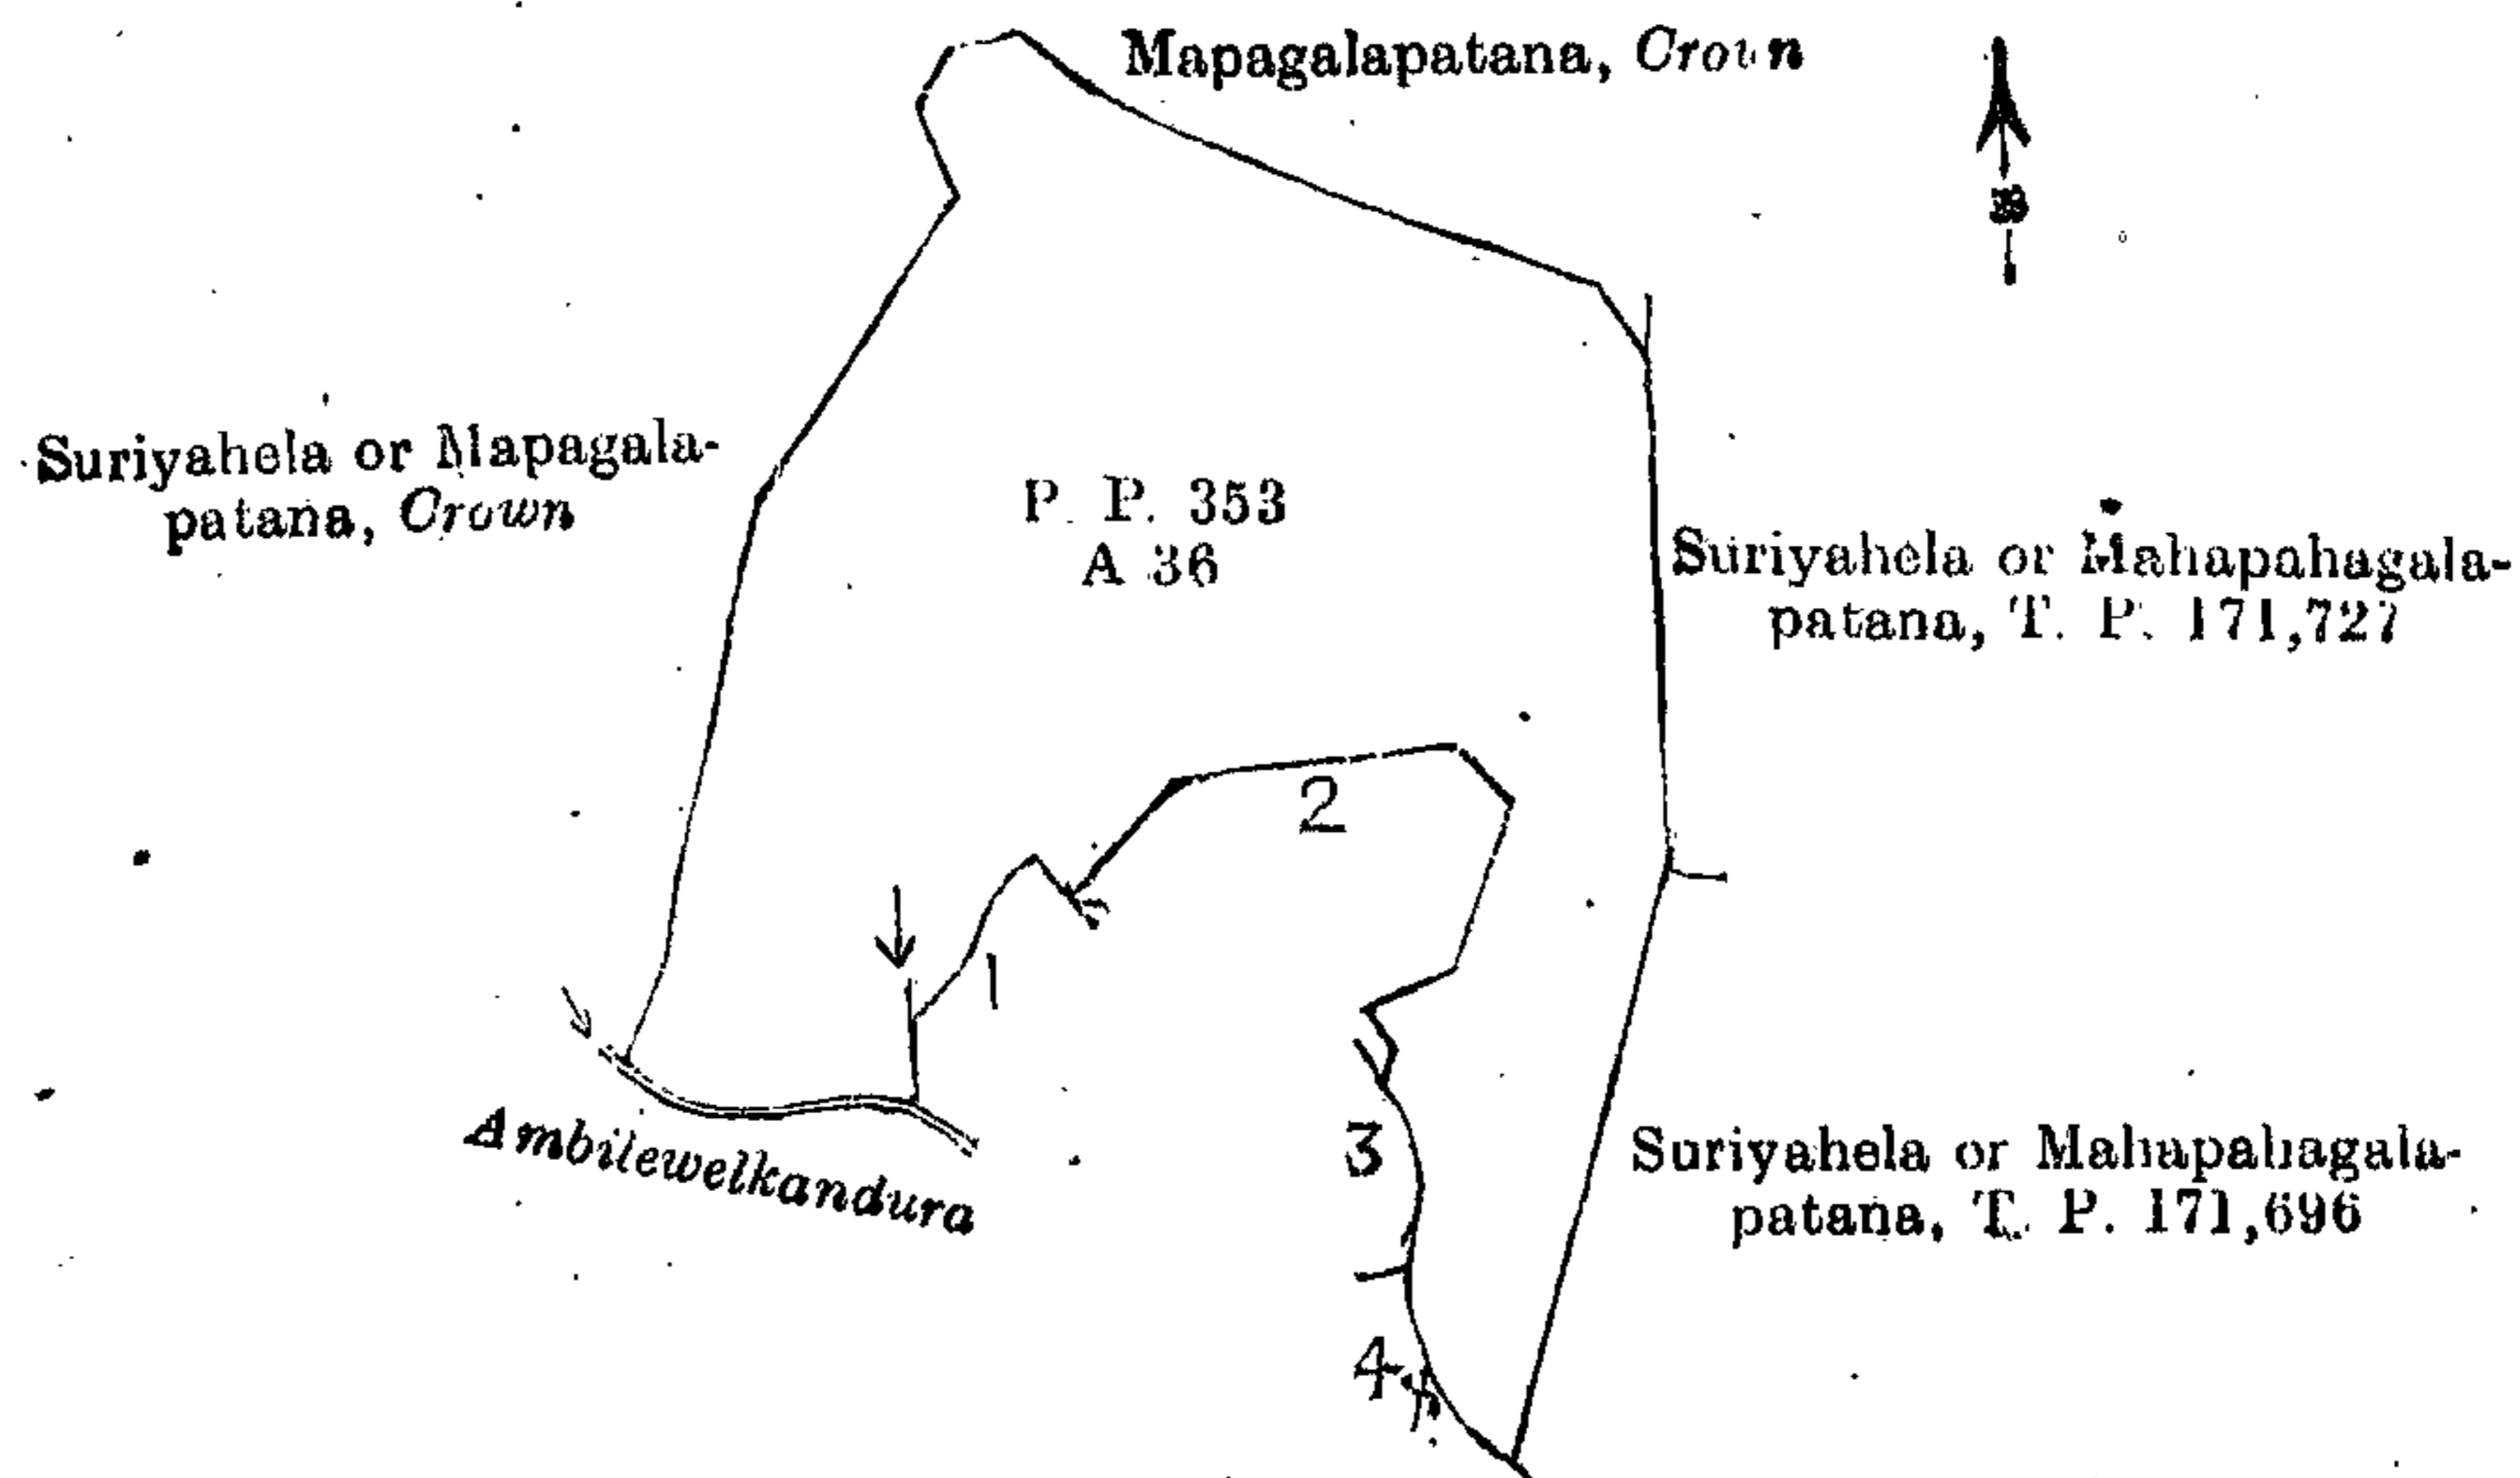 Mapagalapatana, Crown
Suriyahela or Mapagala-
patana, Crown
P. P. 353
A 36
Suriyahela or Mahapahagala-
patana, T. P. 171,727
2
1
Ambilewelkandura
3
Suriyahela or Mahapahagala-
patana, T. P. 171,696
4